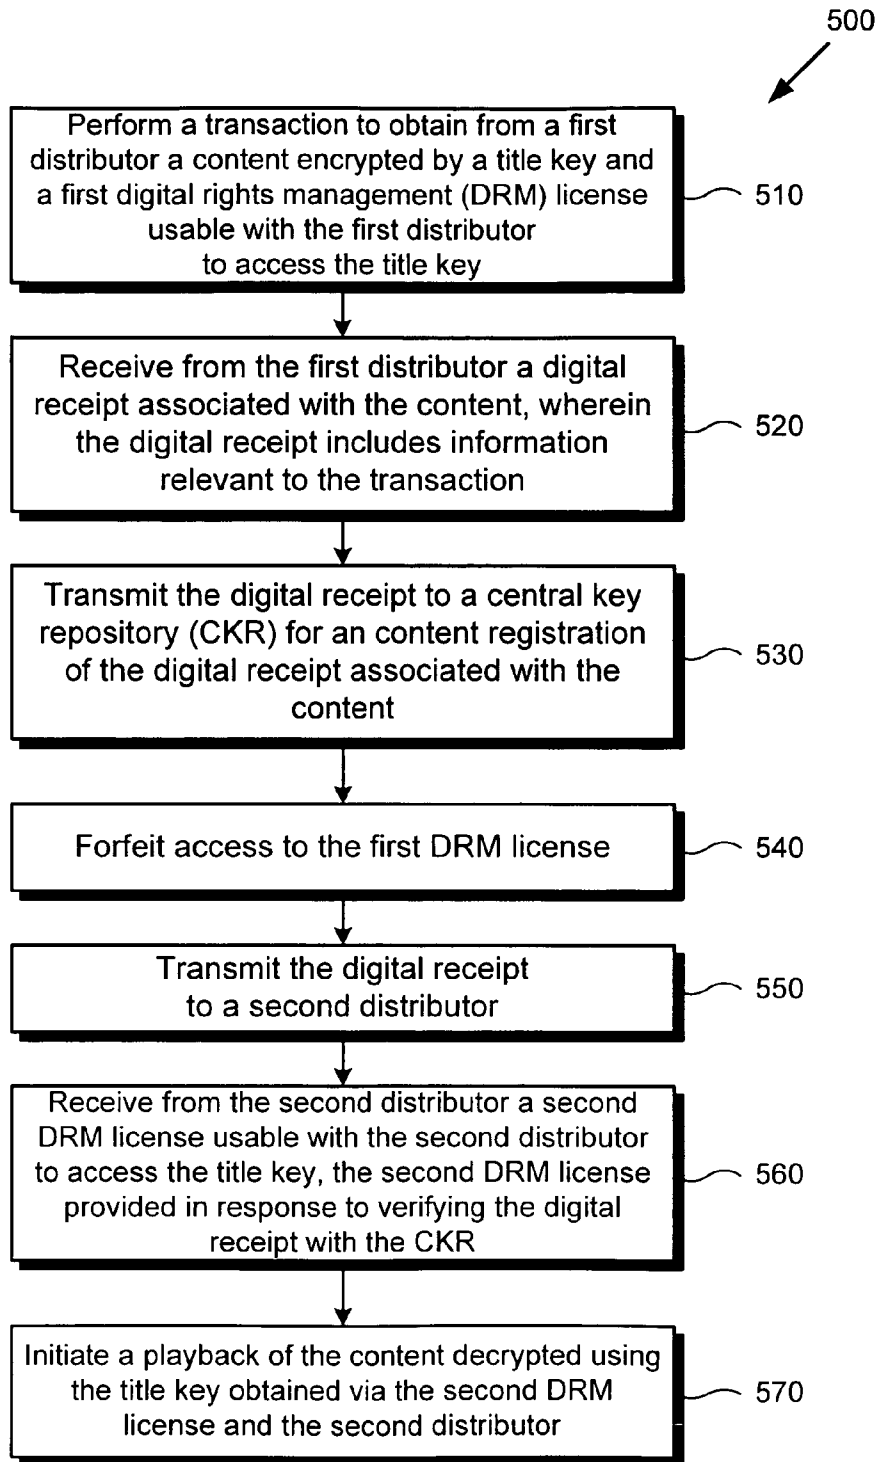 500
Perform a transaction to obtain from a first
distributor a content encrypted by a title key and
a first digital rights management (DRM) license
usable with the first distributor
to access the title key
510
Receive from the first distributor a digital
receipt associated with the content, wherein
the digital receipt includes information
relevant to the transaction
520
Transmit the digital receipt to a central key
repository (CKR) for an content registration
of the digital receipt associated with the
content
530
Forfeit access to the first DRM license
540
Transmit the digital receipt
to a second distributor
550
Receive from the second distributor a second
DRM license usable with the second distributor
to access the title key, the second DRM license
provided in response to verifying the digital
receipt with the CKR
560
Initiate a playback of the content decrypted using
the title key obtained via the second DRM
license and the second distributor
570